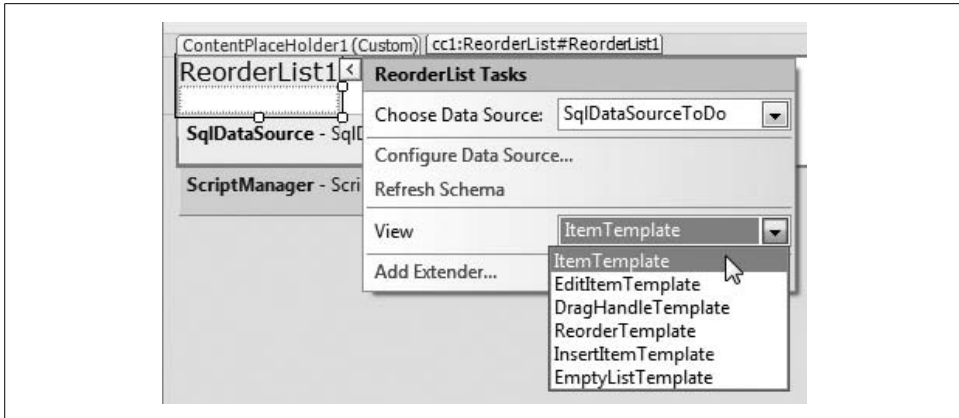 ContentPlaceHolder1 (Custom) cc1:ReorderList#ReorderList1
ReorderList1
ReorderList Tasks
Choose Data Source: SqlDataSourceToDo
SqlDataSource - SqlD
Configure Data Source...
ScriptManager - Scri
Refresh Schema
View ItemTemplate
Add Extender...
ItemTemplate
EditItemTemplate
DragHandleTemplate
ReorderTemplate
InsertItemTemplate
EmptyListTemplate